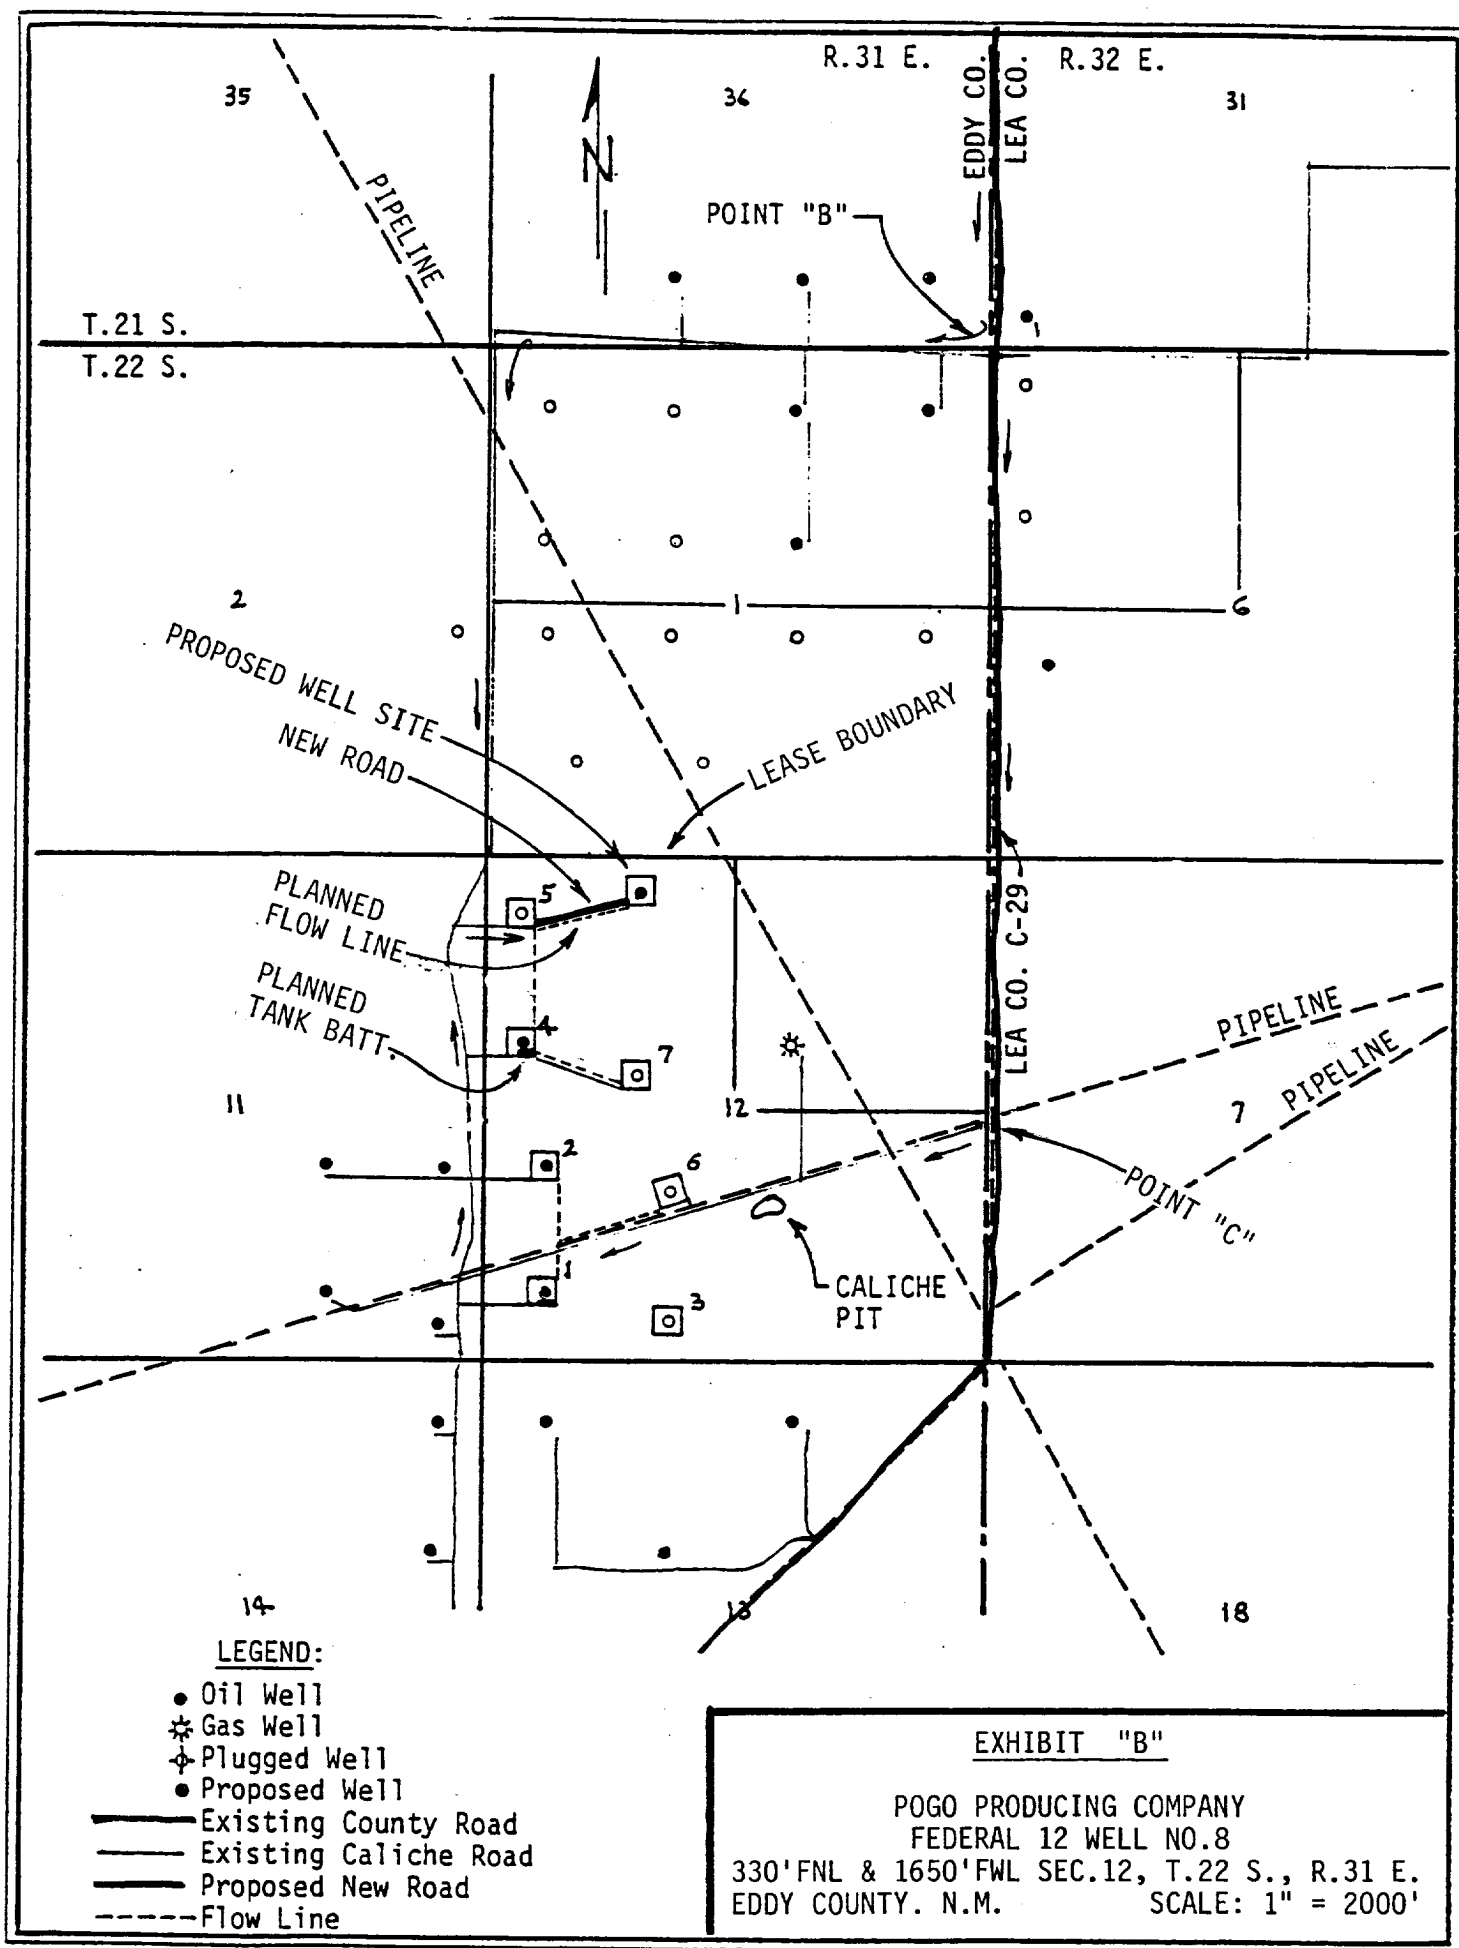 R.31 E.
R.32 E.
35
36
31
EDDY CO.
LEA CO.
N
PIPELINE
POINT "B"
T.21 S.
T.22 S.
2
1
6
PROPOSED WELL SITE
NEW ROAD
LEASE BOUNDARY
PLANNED
FLOW LINE
5
PLANNED
TANK BATT.
4
7
LEA CO. C-29
PIPELINE
PIPELINE
11
12
7
2
6
POINT "C"
1
3
CALICHE
PIT
14
13
18
LEGEND:
Oil Well
Gas Well
Plugged Well
Proposed Well
Existing County Road
Existing Caliche Road
Proposed New Road
Flow Line
EXHIBIT "B"
POGO PRODUCING COMPANY
FEDERAL 12 WELL NO.8
330'FNL & 1650'FWL SEC.12, T.22 S., R.31 E.
EDDY COUNTY. N.M. SCALE: 1" = 2000'